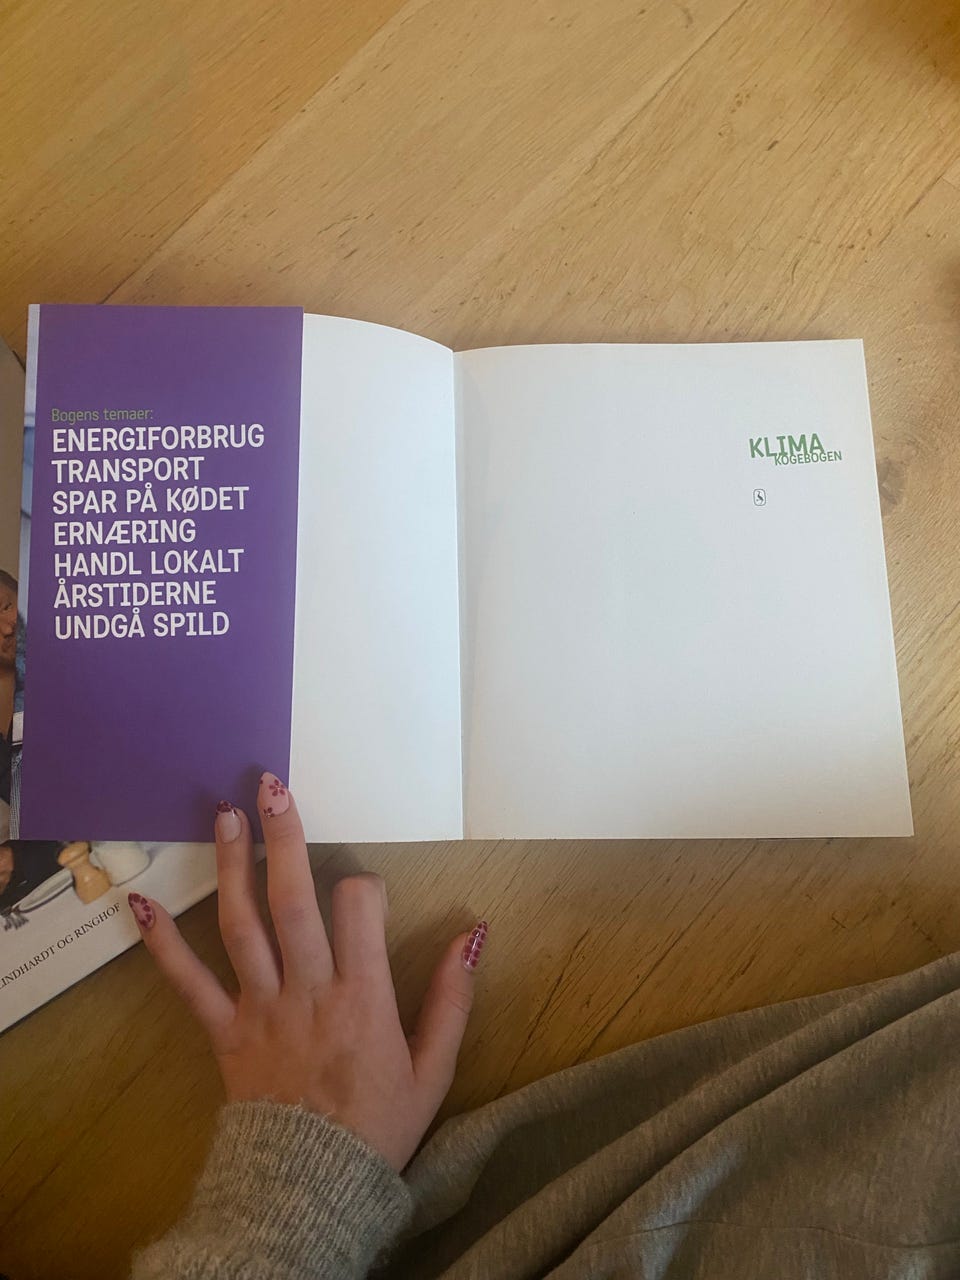 Bogens temaer:
ENERGIFORBRUG
TRANSPORT
SPAR PÅ KØDET
ERNÆRING
HANDL LOKALT
ÅRSTIDERNE
UNDGÅ SPILD
KLIMA
KOGEBOGEN
LINDHARDT OG RINGHOF